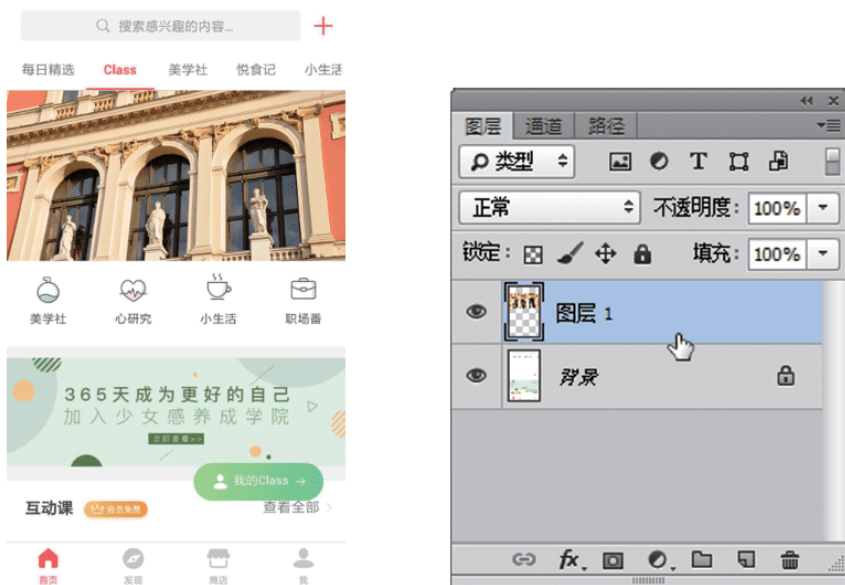 搜索感兴趣的内容...
每日精选 Class 美学社 悦食记 小生活
美学社 心研究 小生活 职场番
365天成为更好的自己
加入少女感养成学院
立即查看>>
我的Class →
互动课 会员免费 查看全部 >
首页 发现 商店 我
图层 通道 路径
类型
正常 不透明度: 100%
锁定: 填充: 100%
图层 1
背景
fx